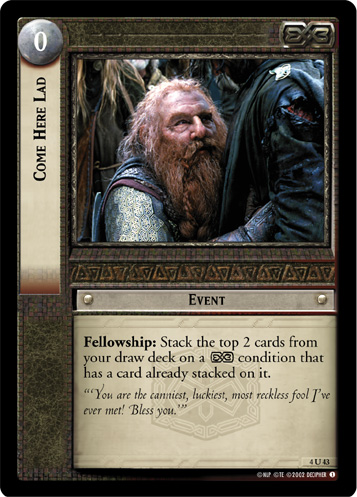 0
COME HERE LAD
EVENT
Fellowship: Stack the top 2 cards from
your draw deck on a condition that
has a card already stacked on it.
“‘You are the canniest, luckiest, most reckless fool I’ve
ever met! Bless you.’”
4 U 43
©NLP ©TE ©2002 DECIPHER